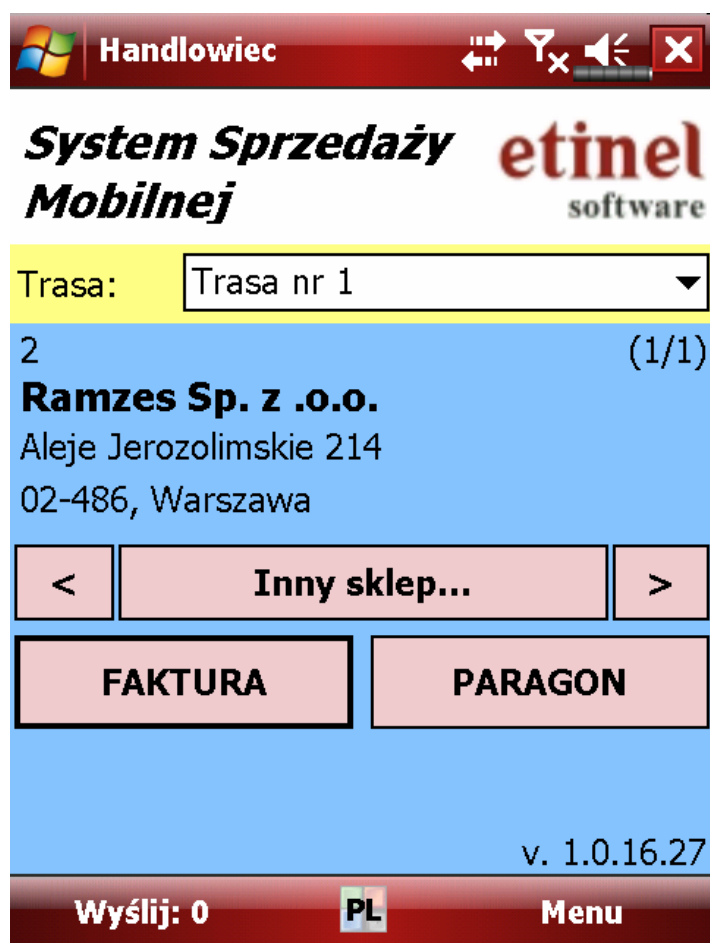 Handlowiec
System Sprzedaży
Mobilnej
etinel
software
Trasa: Trasa nr 1
2 (1/1)
Ramzes Sp. z .o.o.
Aleje Jerozolimskie 214
02-486, Warszawa
< Inny sklep... >
FAKTURA PARAGON
v. 1.0.16.27
Wyślij: 0 PL Menu